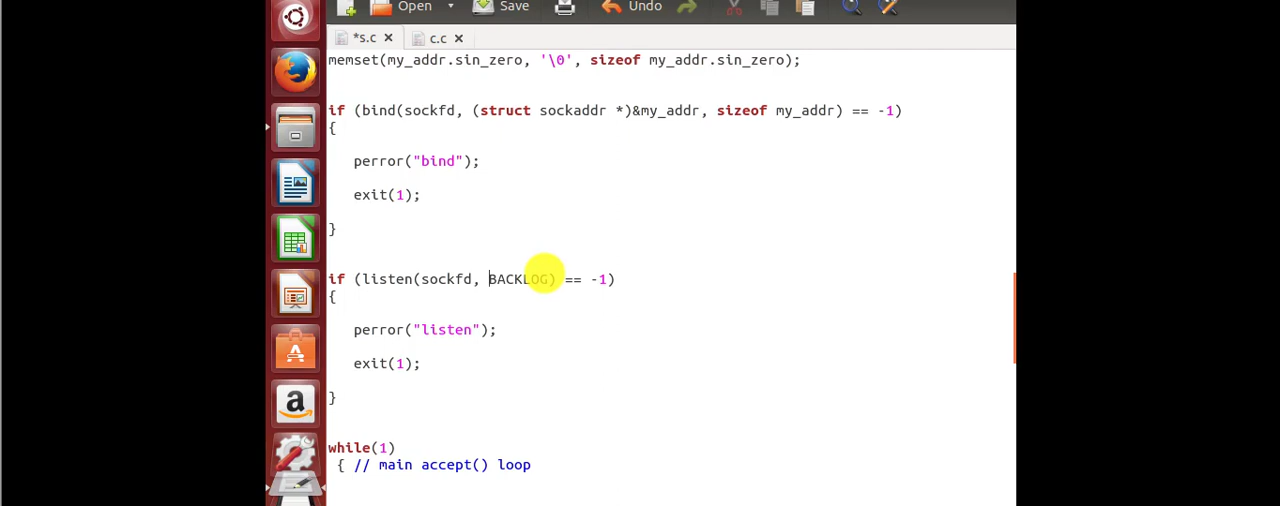 Open Save Undo
*s.c c.c
memset(my_addr.sin_zero, '\0', sizeof my_addr.sin_zero);
if (bind(sockfd, (struct sockaddr *)&my_addr, sizeof my_addr) == -1)
{
perror("bind");
exit(1);
}
if (listen(sockfd, BACKLOG) == -1)
{
perror("listen");
exit(1);
}
while(1)
{ // main accept() loop